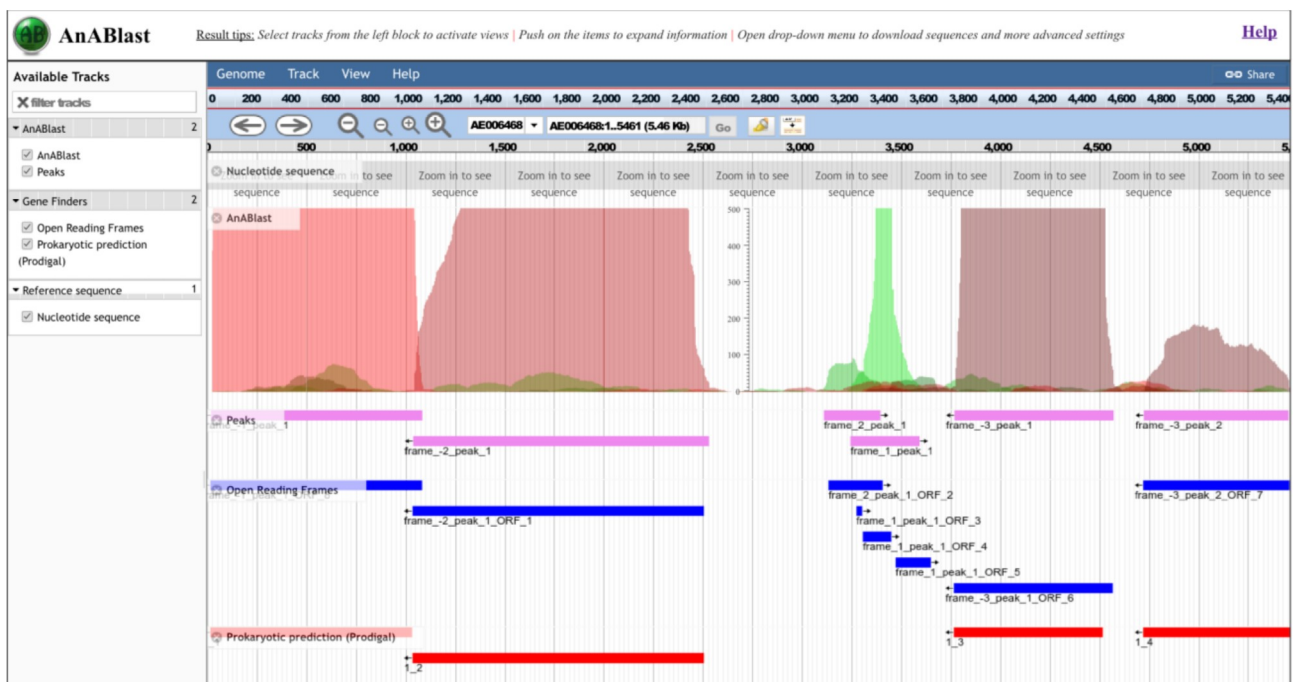 AnABlast
Result tips: Select tracks from the left block to activate views | Push on the items to expand information | Open drop-down menu to download sequences and more advanced settings
Help
Available Tracks
filter tracks
AnABlast 2
AnABlast
Peaks
Gene Finders 2
Open Reading Frames
Prokaryotic prediction
(Prodigal)
Reference sequence 1
Nucleotide sequence
Genome Track View Help Share
0 200 400 600 800 1,000 1,200 1,400 1,600 1,800 2,000 2,200 2,400 2,600 2,800 3,000 3,200 3,400 3,600 3,800 4,000 4,200 4,400 4,600 4,800 5,000 5,200 5,40
AE006468 AE006468:1..5461 (5.46 Kb) Go
500 1,000 1,500 2,000 2,500 3,000 3,500 4,000 4,500 5,000 5,
Nucleotide sequence
in to see Zoom in to see Zoom in to see Zoom in to see Zoom in to see Zoom in to see Zoom in to see Zoom in to see Zoom in to see Zoom in to see
sequence sequence sequence sequence sequence sequence sequence sequence sequence sequence sequence
AnABlast
500
400
300
200
100
0
Peaks
frame_2_peak_1
frame_-3_peak_1
frame_-3_peak_2
frame_-2_peak_1
frame_1_peak_1
Open Reading Frames
frame_2_peak_1_ORF_2
frame_-3_peak_2_ORF_7
frame_-2_peak_1_ORF_1
frame_1_peak_1_ORF_3
frame_1_peak_1_ORF_4
frame_1_peak_1_ORF_5
frame_-3_peak_1_ORF_6
Prokaryotic prediction (Prodigal)
1_3
1_4
1_2